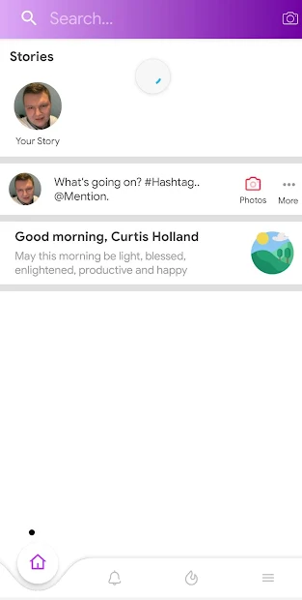 Search...
Stories
Your Story
What's going on? #Hashtag..
@Mention.
Photos
More
Good morning, Curtis Holland
May this morning be light, blessed,
enlightened, productive and happy